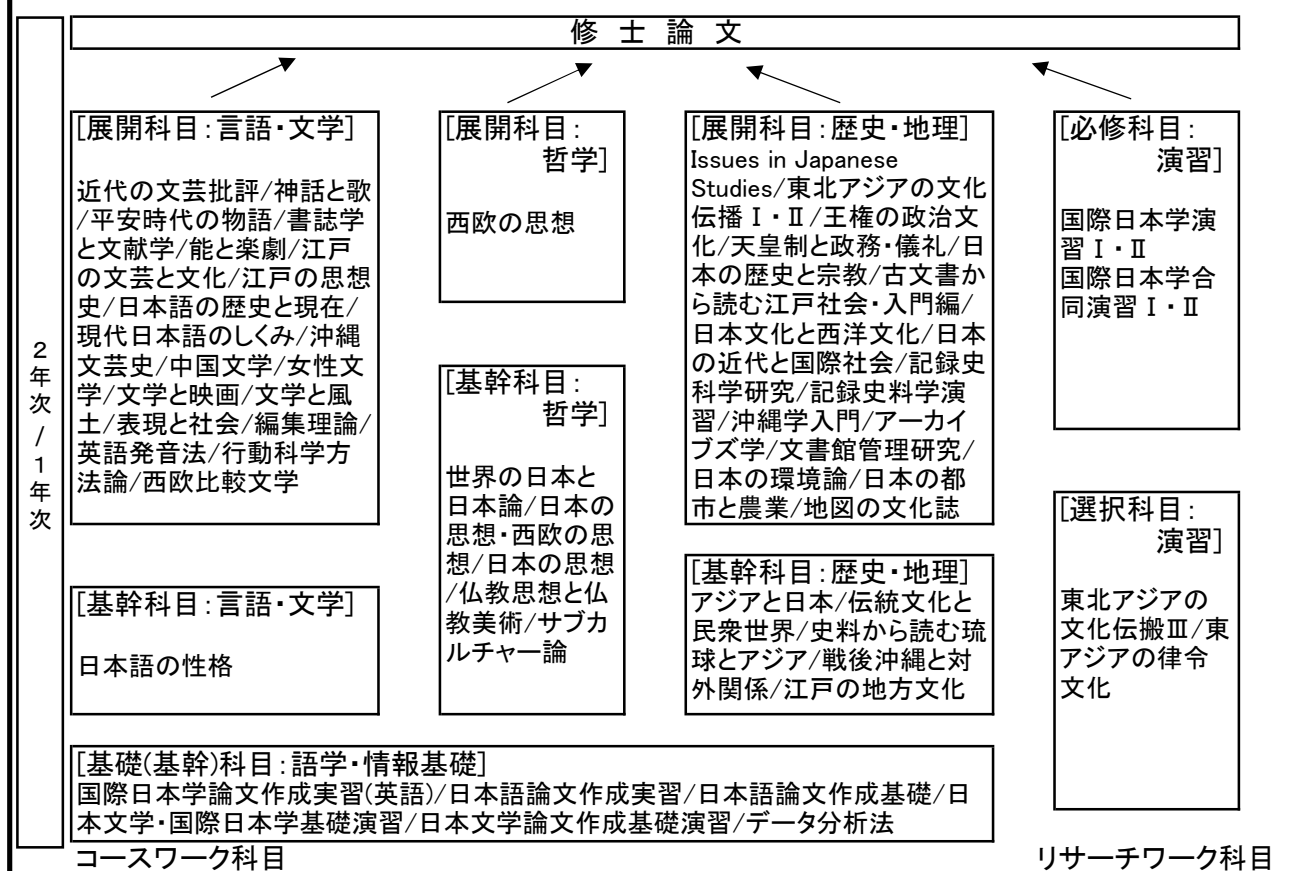 修 士 論 文
2年次/1年次
[展開科目:言語・文学]
近代の文芸批評/神話と歌
/平安時代の物語/書誌学
と文献学/能と楽劇/江戸
の文芸と文化/江戸の思想
史/日本語の歴史と現在/
現代日本語のしくみ/沖縄
文芸史/中国文学/女性文
学/文学と映画/文学と風
土/表現と社会/編集理論/
英語発音法/行動科学方
法論/西欧比較文学
[基幹科目:言語・文学]
日本語の性格
[展開科目:
哲学]
西欧の思想
[基幹科目:
哲学]
世界の日本と
日本論/日本の
思想・西欧の思
想/日本の思想
/仏教思想と仏
教美術/サブカ
ルチャー論
[展開科目:歴史・地理]
Issues in Japanese
Studies/東北アジアの文化
伝播Ⅰ・Ⅱ/王権の政治文
化/天皇制と政務・儀礼/日
本の歴史と宗教/古文書か
ら読む江戸社会・入門編/
日本文化と西洋文化/日本
の近代と国際社会/記録史
科学研究/記録史料学演
習/沖縄学入門/アーカイ
ブズ学/文書館管理研究/
日本の環境論/日本の都
市と農業/地図の文化誌
[基幹科目:歴史・地理]
アジアと日本/伝統文化と
民衆世界/史料から読む琉
球とアジア/戦後沖縄と対
外関係/江戸の地方文化
[必修科目:
演習]
国際日本学演
習Ⅰ・Ⅱ
国際日本学合
同演習Ⅰ・Ⅱ
[選択科目:
演習]
東北アジアの
文化伝搬Ⅲ/東
アジアの律令
文化
[基礎(基幹)科目:語学・情報基礎]
国際日本学論文作成実習(英語)/日本語論文作成実習/日本語論文作成基礎/日
本文学・国際日本学基礎演習/日本文学論文作成基礎演習/データ分析法
コースワーク科目
リサーチワーク科目